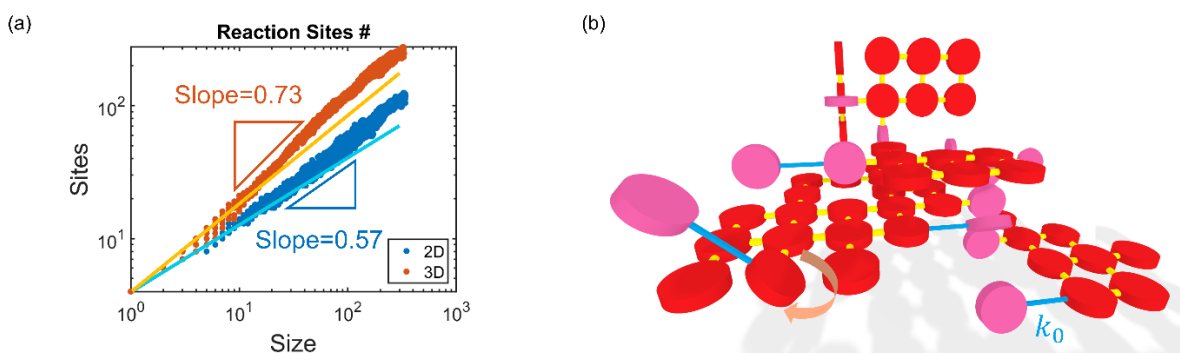 (a)
Reaction Sites #
Sites
10²
10¹
Slope=0.73
Slope=0.57
2D
3D
10⁰
10¹
10²
10³
Size
(b)
k₀